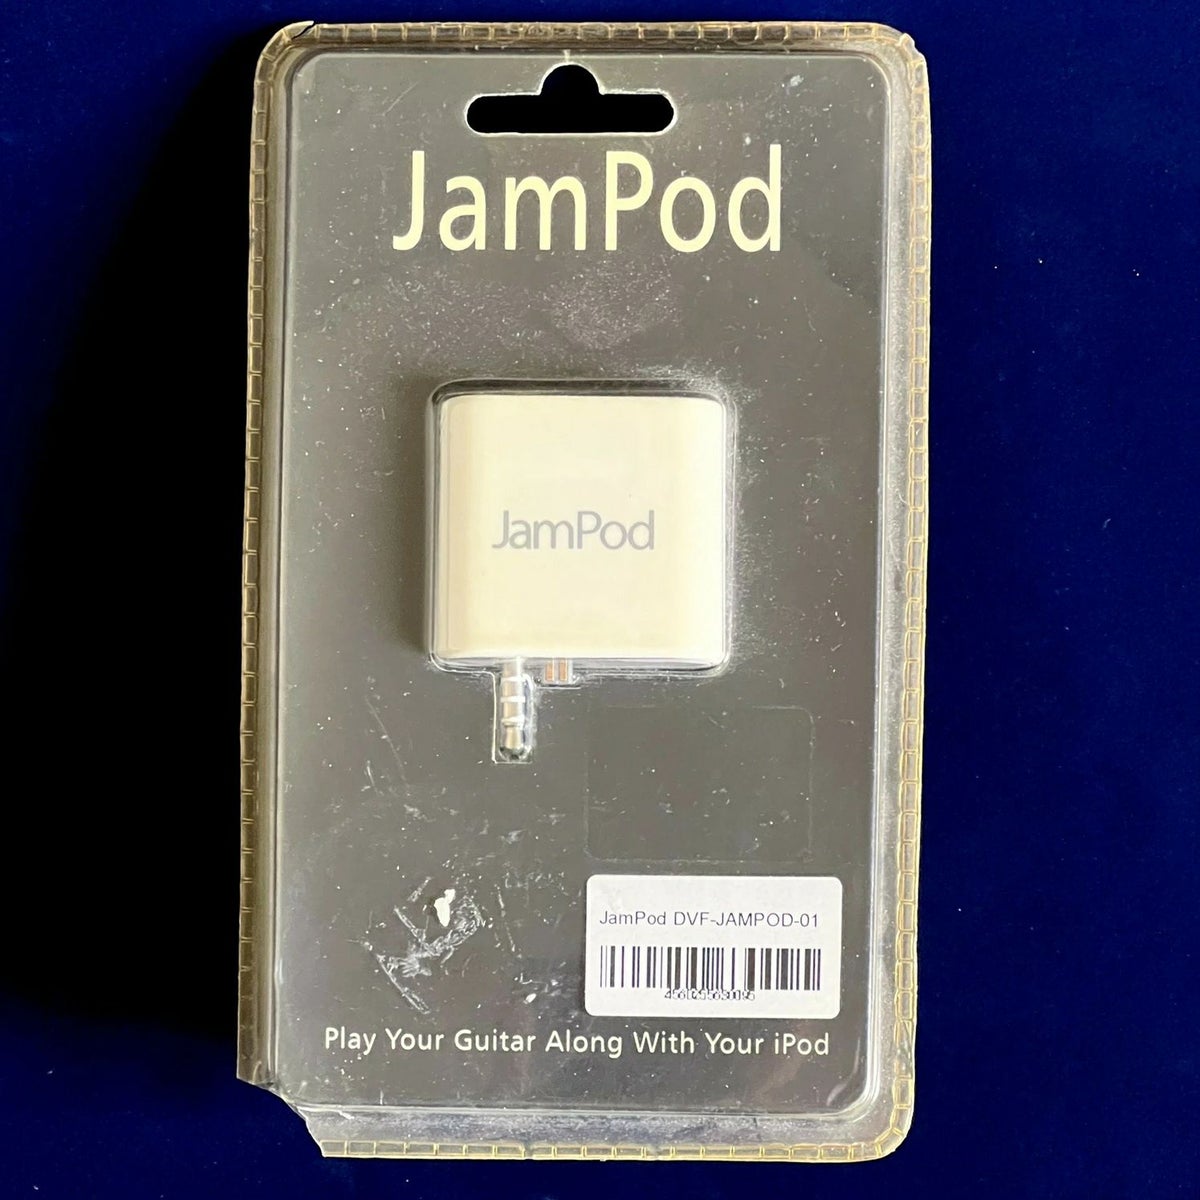 JamPod
JamPod
JamPod DVF-JAMPOD-01
Play Your Guitar Along With Your iPod